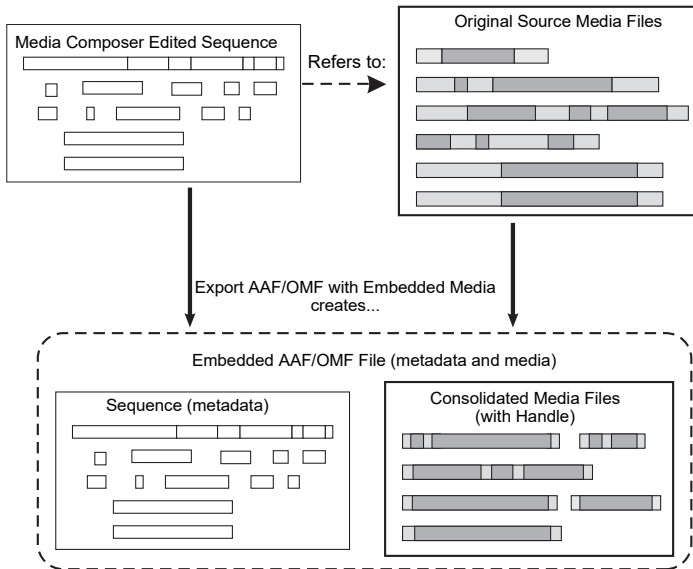 Media Composer Edited Sequence
Refers to:
Original Source Media Files
Export AAF/OMF with Embedded Media
creates...
Embedded AAF/OMF File (metadata and media)
Sequence (metadata)
Consolidated Media Files
(with Handle)